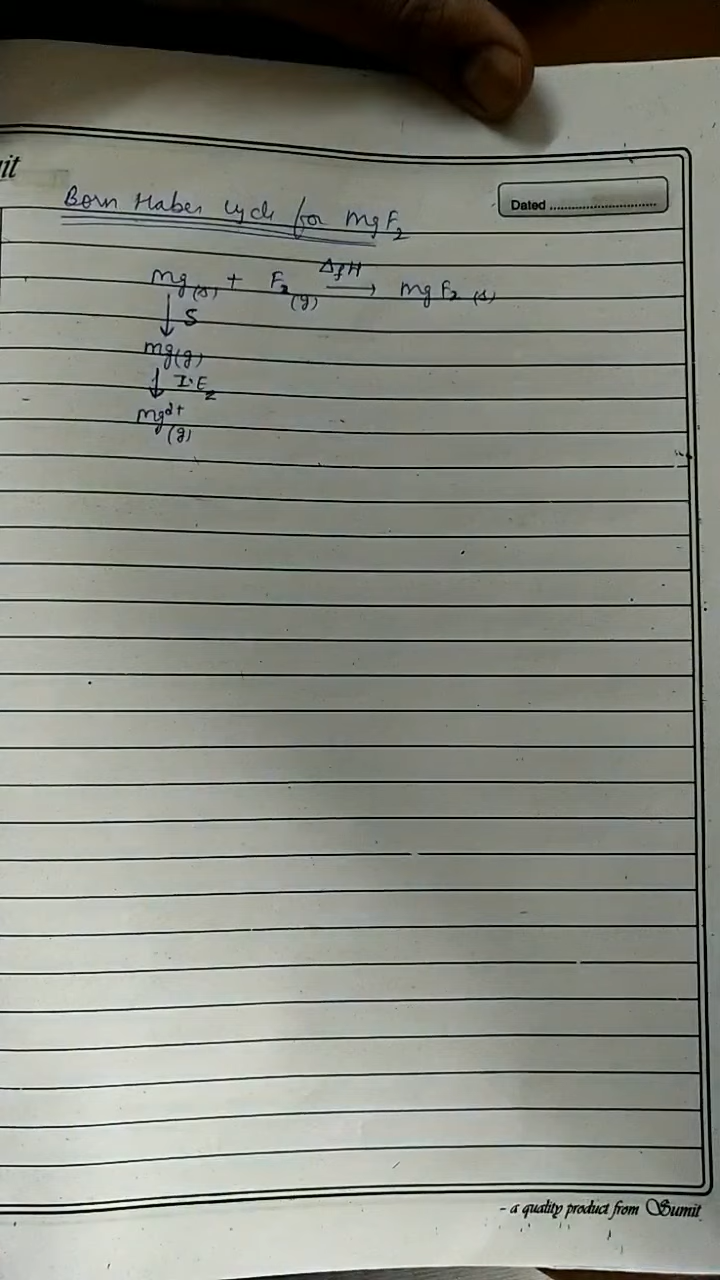 it
Born Haber Cycle for MgF₂
Dated ..............................
Mg(s) + F₂(g) ⟶ MgF₂(s)
ΔfH
↓ S
Mg(g)
↓ I.E₂
Mg²⁺(g)
- a quality product from Sumit